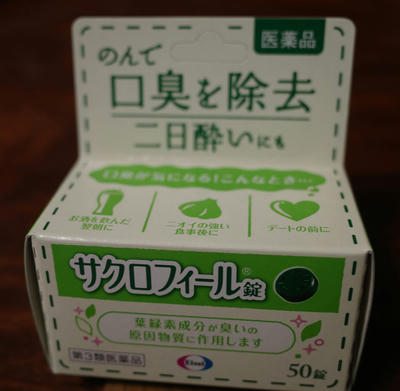 医薬品
のんで
口臭を除去
二日酔いにも
口臭が気になる!こんなとき…
お酒を飲んだ
翌朝に
ニオイの強い
食事後に
デートの前に
サクロフィール®錠
葉緑素成分が臭いの
原因物質に作用します
第3類医薬品
Eisai
50錠